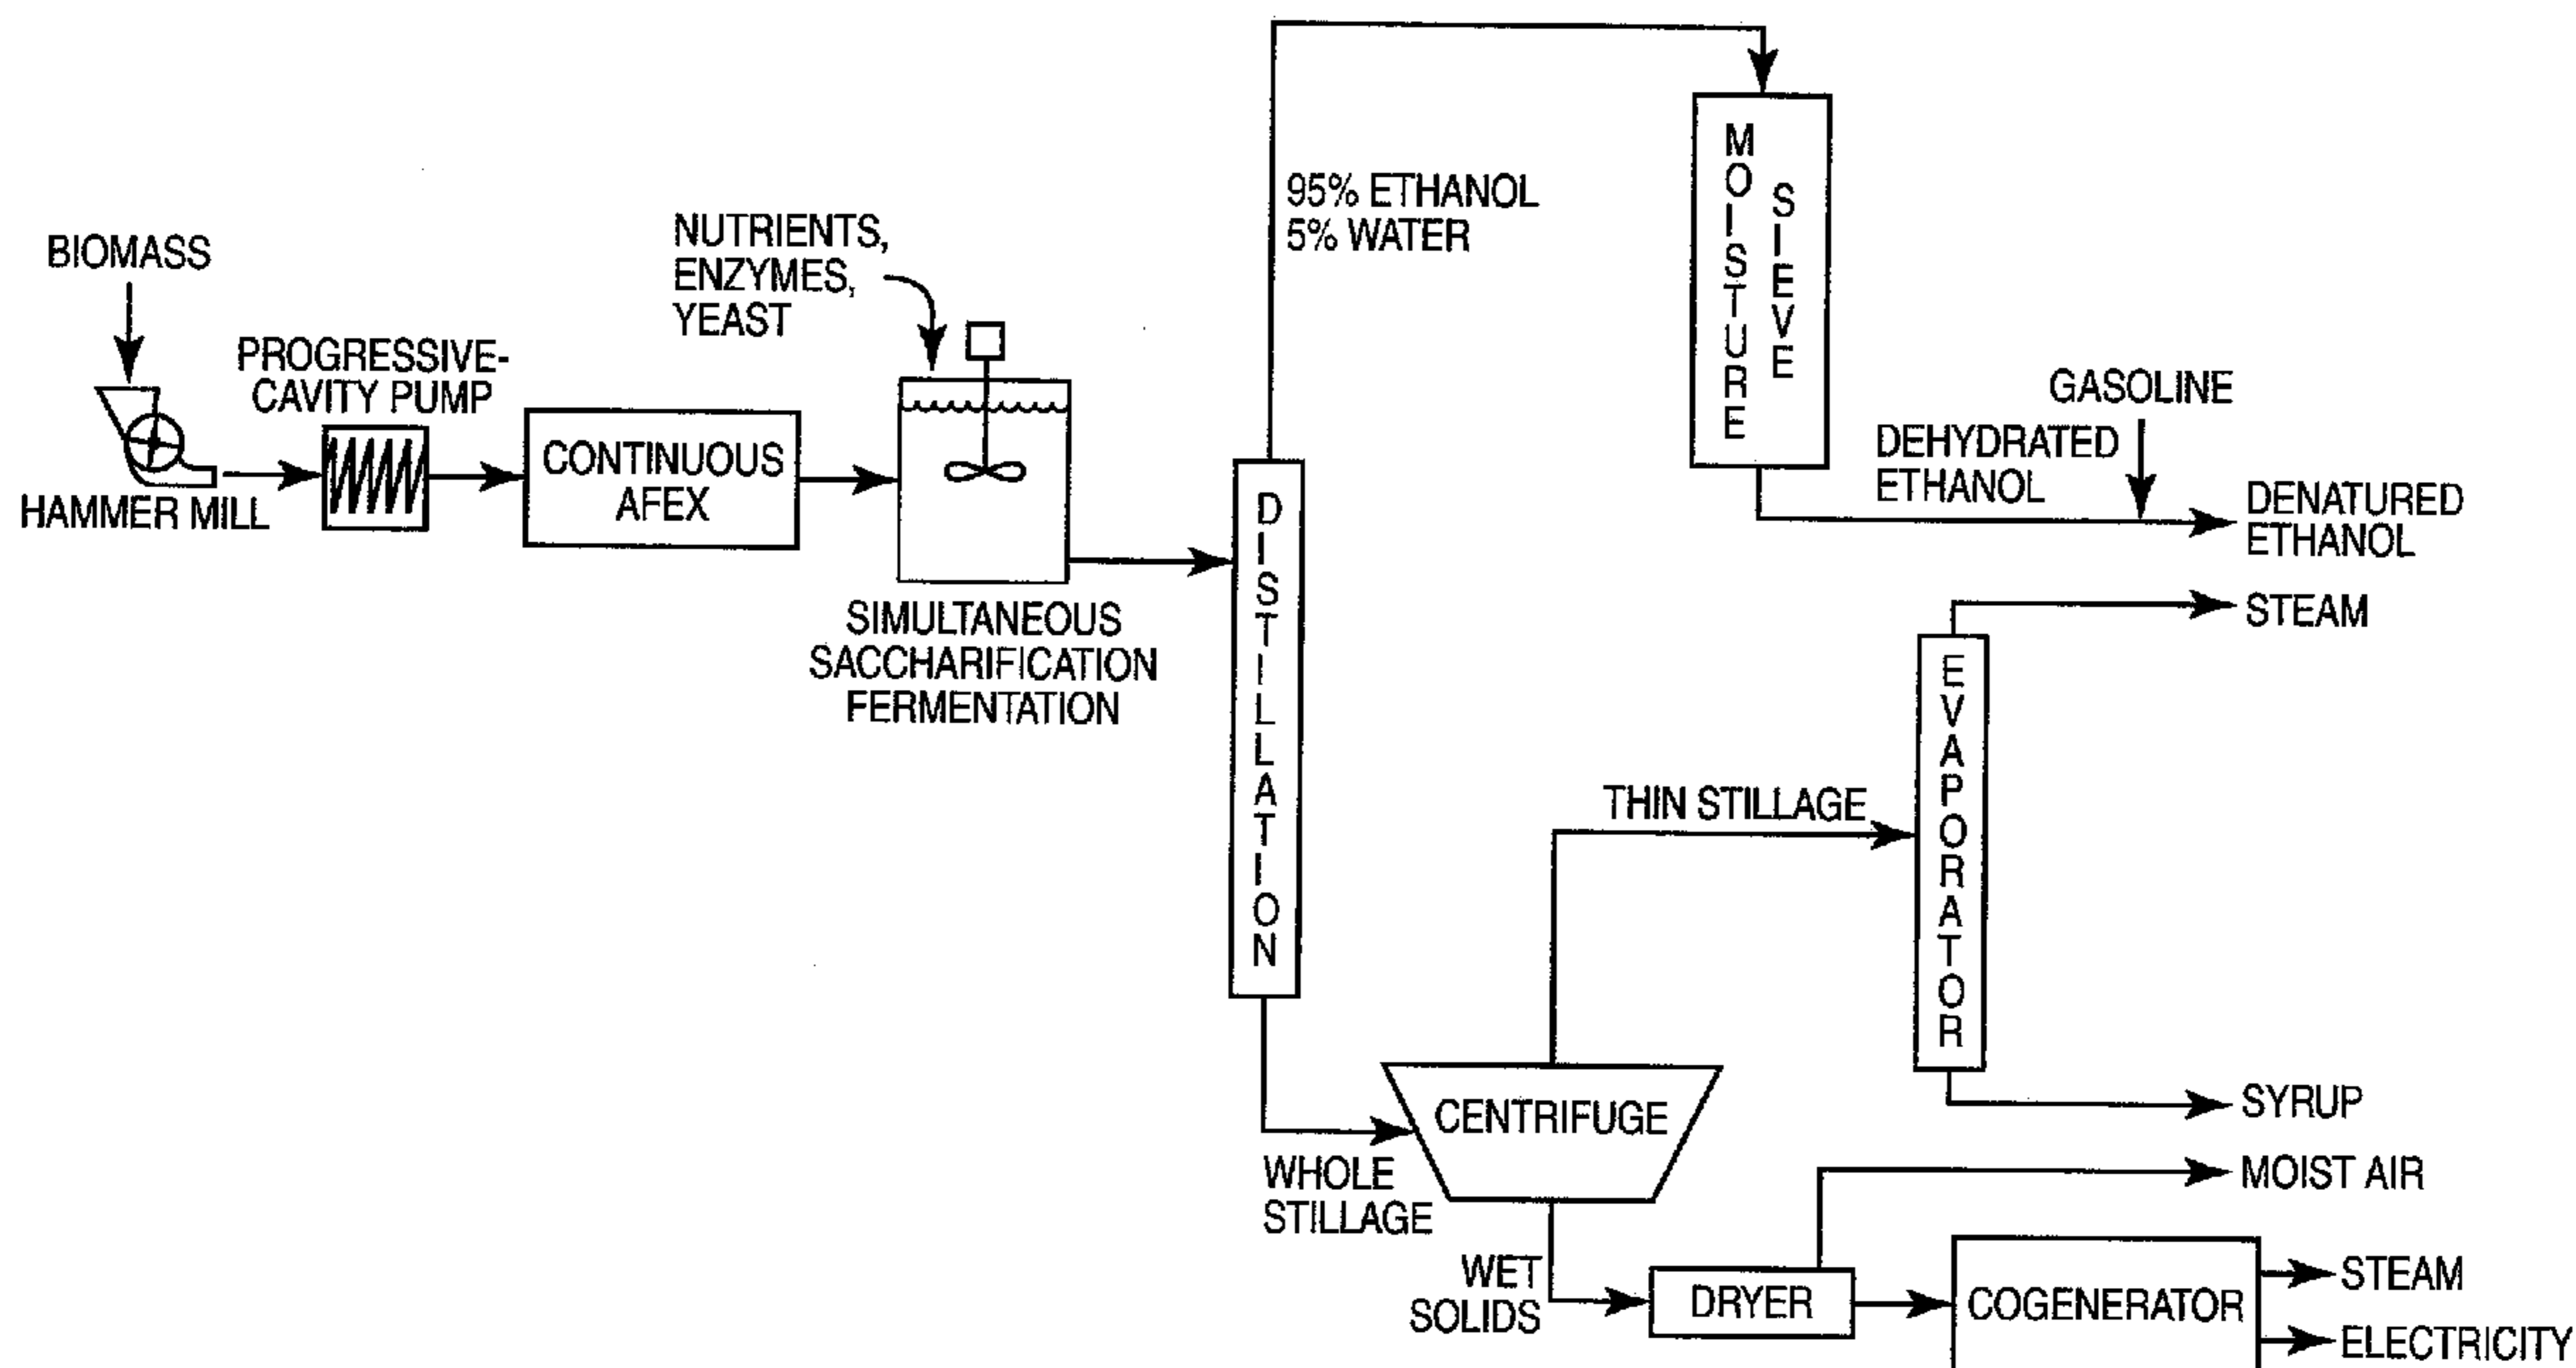 BIOMASS
HAMMER MILL
PROGRESSIVE-
CAVITY PUMP
CONTINUOUS
AFEX
NUTRIENTS,
ENZYMES,
YEAST
SIMULTANEOUS
SACCHARIFICATION
FERMENTATION
DISTILLATION
95% ETHANOL
5% WATER
MOISTURE
SIEVE
DEHYDRATED
ETHANOL
GASOLINE
DENATURED
ETHANOL
WHOLE
STILLAGE
CENTRIFUGE
THIN STILLAGE
EVAPORATOR
STEAM
SYRUP
WET
SOLIDS
DRYER
MOIST AIR
COGENERATOR
STEAM
ELECTRICITY